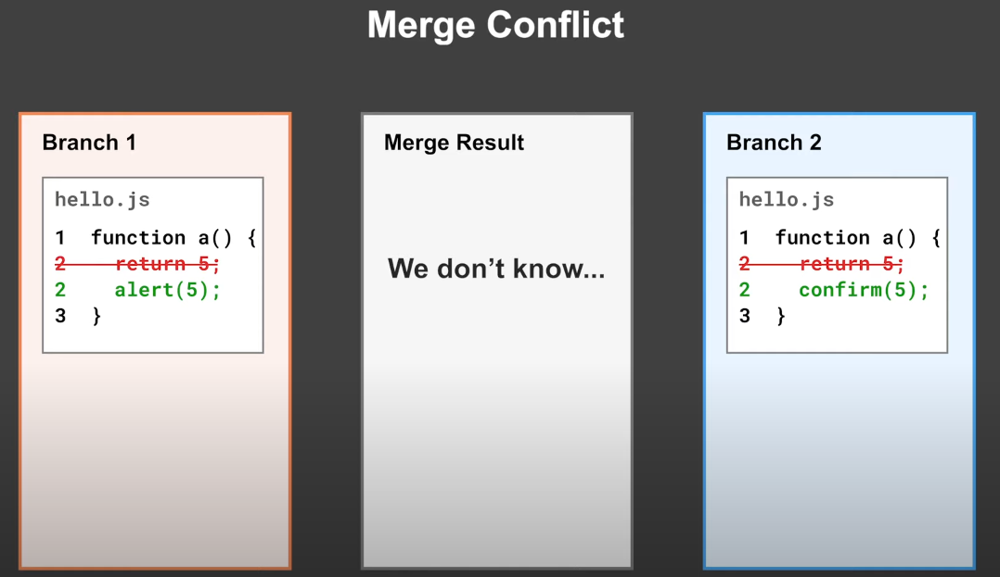 Merge Conflict
Branch 1
hello.js
1  function a() {
2    return 5;
2    alert(5);
3  }
Merge Result
We don’t know...
Branch 2
hello.js
1  function a() {
2    return 5;
2    confirm(5);
3  }